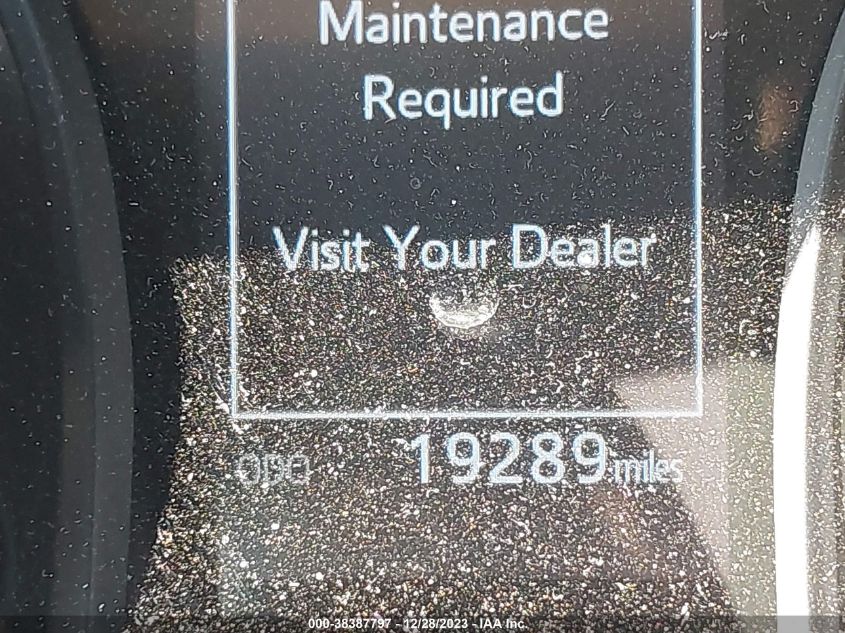 Maintenance
Required
Visit Your Dealer
ODO 19289 miles
000-38387797 - 12/28/2023 - IAA Inc.